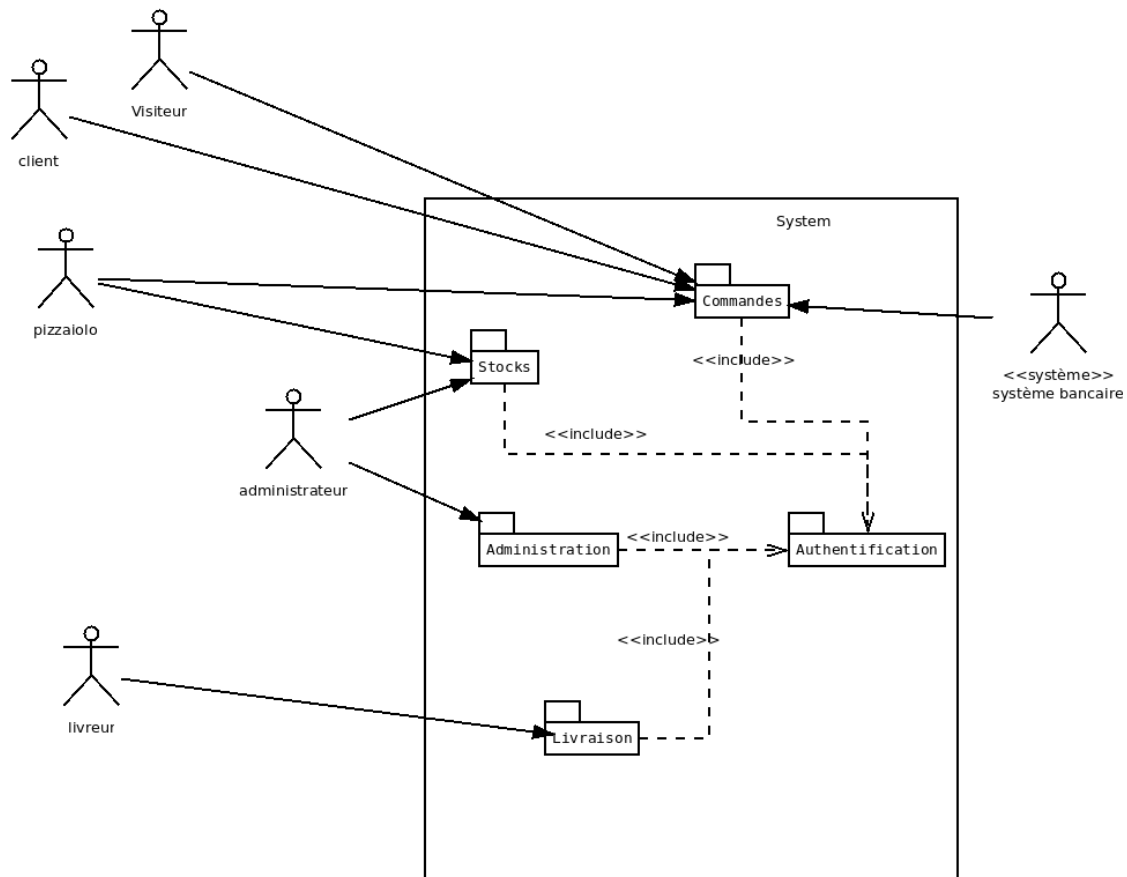 Visiteur
client
System
Commandes
pizzaiolo
<<include>>
Stocks
<<système>>
système bancaire
<<include>>
administrateur
<<include>>
Administration
Authentification
<<include>>
livreur
Livraison